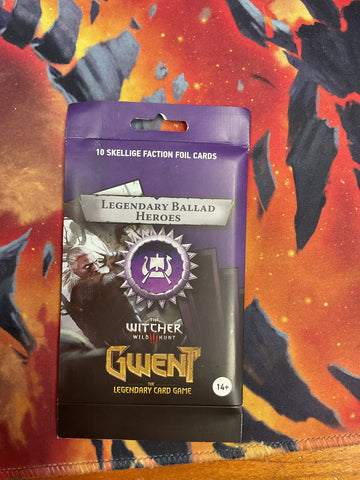 10 SKELLIGE FACTION FOIL CARDS
LEGENDARY BALLAD
HEROES
THE
WITCHER
WILD HUNT
GWENT
THE
LEGENDARY CARD GAME
14+